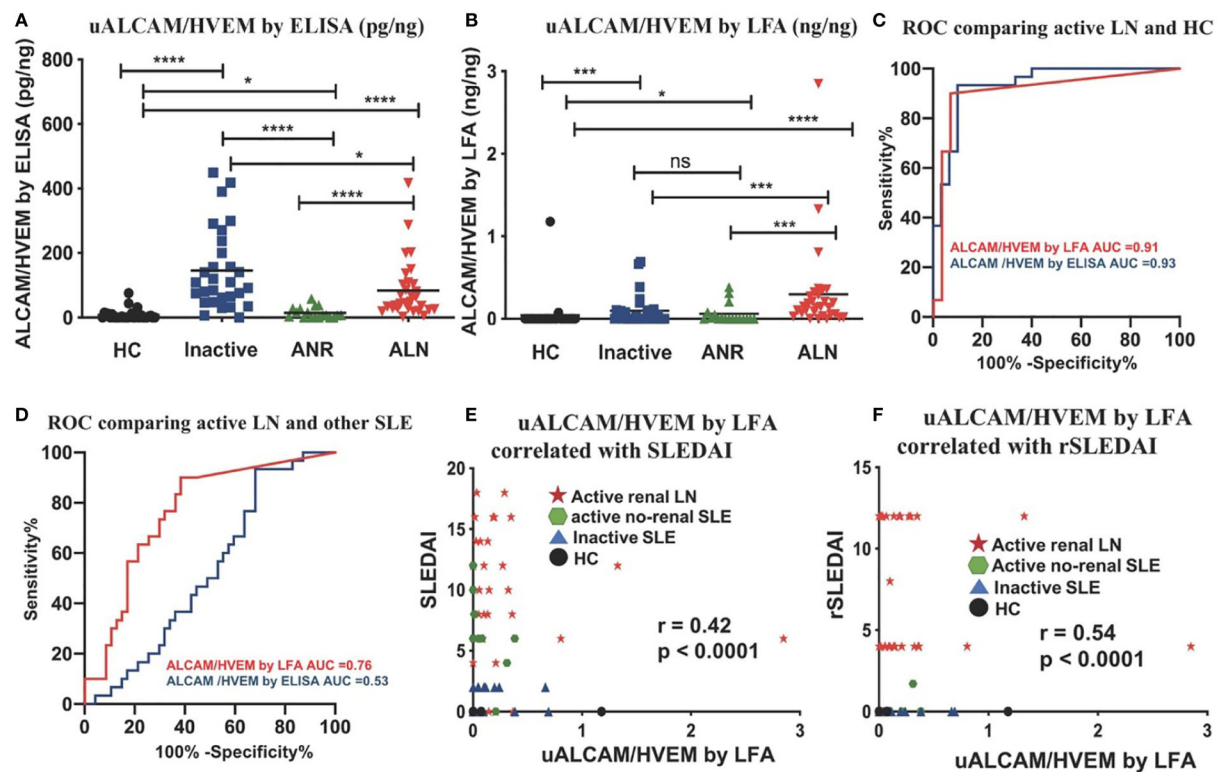 A
uALCAM/HVEM by ELISA (pg/ng)
ALCAM/HVEM by ELISA (pg/ng)
800
600
400
200
100
0
****
*
****
****
*
****
HC
Inactive
ANR
ALN
B
uALCAM/HVEM by LFA (ng/ng)
ALCAM/HVEM by LFA (ng/ng)
3
2
1
0
***
*
****
ns
***
***
HC
Inactive
ANR
ALN
C
ROC comparing active LN and HC
Sensitivity%
100
80
60
40
20
0
ALCAM/HVEM by LFA AUC =0.91
ALCAM /HVEM by ELISA AUC =0.93
0 20 40 60 80 100
100% -Specificity%
D
ROC comparing active LN and other SLE
Sensitivity%
100
80
60
40
20
0
ALCAM/HVEM by LFA AUC =0.76
ALCAM /HVEM by ELISA AUC =0.53
0 20 40 60 80 100
100% -Specificity%
E
uALCAM/HVEM by LFA
correlated with SLEDAI
SLEDAI
20
15
10
5
0
Active renal LN
active no-renal SLE
Inactive SLE
HC
r = 0.42
p < 0.0001
0 1 2 3
uALCAM/HVEM by LFA
F
uALCAM/HVEM by LFA
correlated with rSLEDAI
rSLEDAI
15
10
5
0
Active renal LN
Active no-renal SLE
Inactive SLE
HC
r = 0.54
p < 0.0001
0 1 2 3
uALCAM/HVEM by LFA